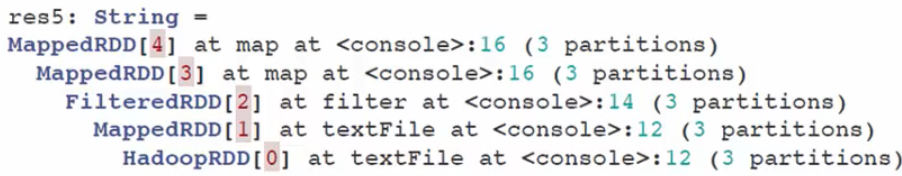 res5: String =
MappedRDD[4] at map at <console>:16 (3 partitions)
MappedRDD[3] at map at <console>:16 (3 partitions)
FilteredRDD[2] at filter at <console>:14 (3 partitions)
MappedRDD[1] at textFile at <console>:12 (3 partitions)
HadoopRDD[0] at textFile at <console>:12 (3 partitions)